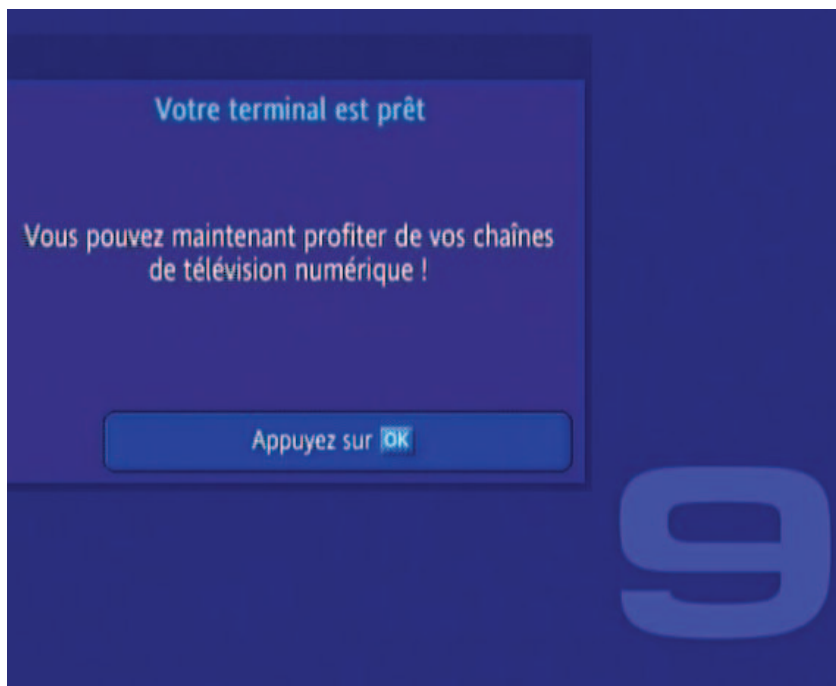 Votre terminal est prêt
Vous pouvez maintenant profiter de vos chaînes
de télévision numérique !
Appuyez sur OK
9